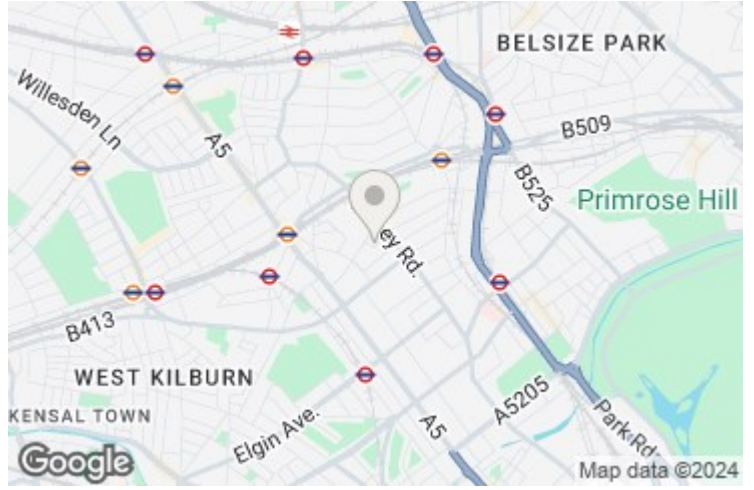 BELSIZE PARK
Willesden Ln
A5
B509
B525
Primrose Hill
ey Rd.
B413
WEST KILBURN
KENSAL TOWN
Elgin Ave.
A5
A5205
Park Rd
Google
Map data ©2024